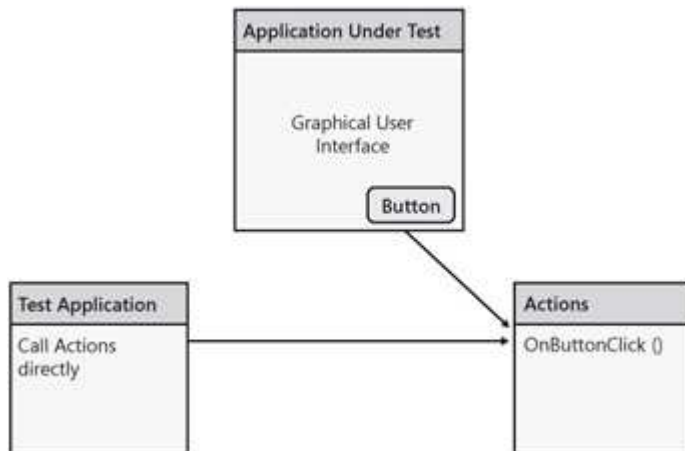 Application Under Test
Graphical User
Interface
Button
Test Application
Call Actions
directly
Actions
OnButtonClick ()